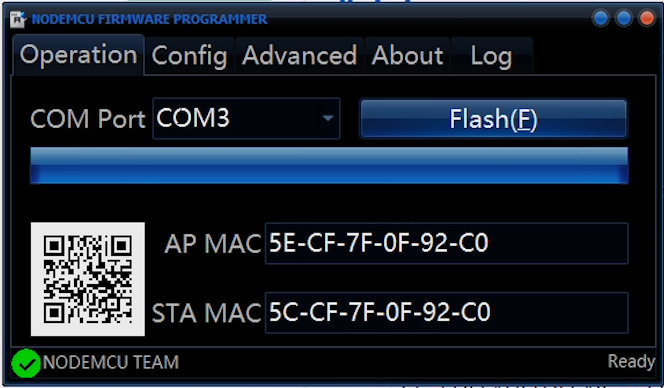 NODEMCU FIRMWARE PROGRAMMER
Operation Config Advanced About Log
COM Port COM3 Flash(F)
AP MAC 5E-CF-7F-0F-92-C0
STA MAC 5C-CF-7F-0F-92-C0
NODEMCU TEAM Ready